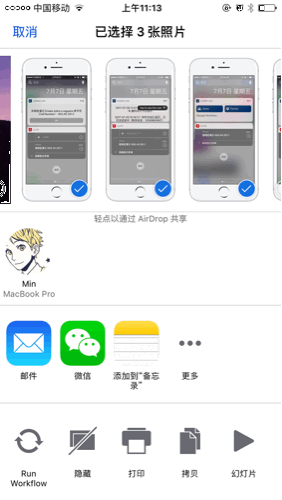 中国移动 上午11:13
取消 已选择 3 张照片
7月7日 星期五 7月7日 星期五 7月7日 星期五
轻点以通过 AirDrop 共享
Min
MacBook Pro
邮件 微信 添加到“备忘录” 更多
Run Workflow 隐藏 打印 拷贝 幻灯片